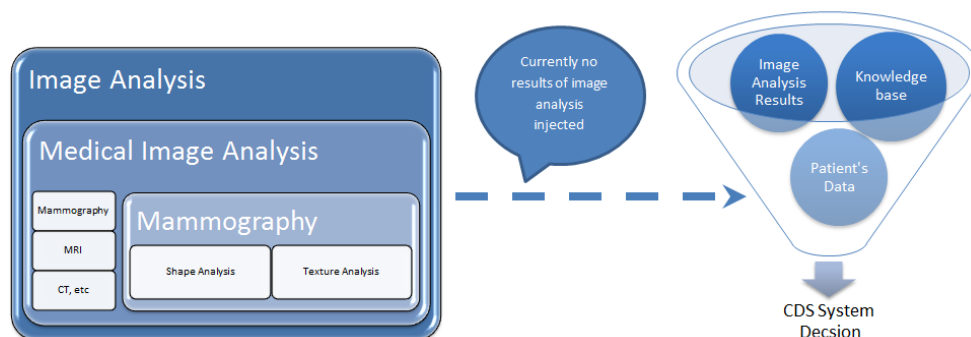 Image Analysis
Medical Image Analysis
Mammography
MRI
CT, etc
Mammography
Shape Analysis
Texture Analysis
Currently no
results of image
analysis
injected
Image
Analysis
Results
Knowledge
base
Patient's
Data
CDS System
Decsion